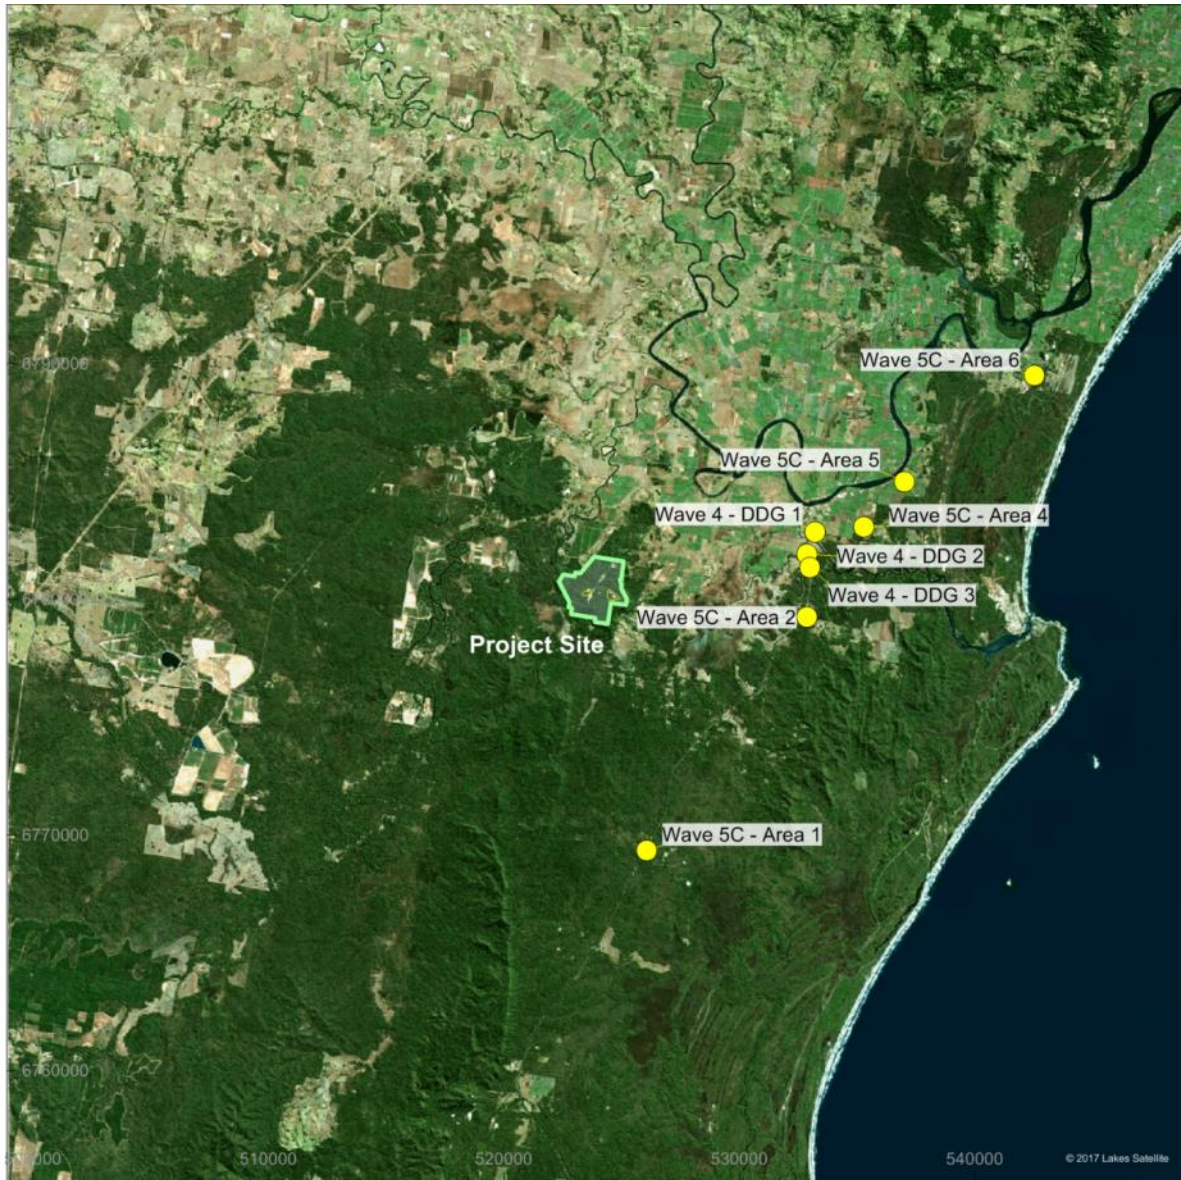 6790000
Wave 5C - Area 6
Wave 5C - Area 5
Wave 4 - DDG 1
Wave 5C - Area 4
Wave 4 - DDG 2
Wave 4 - DDG 3
Wave 5C - Area 2
Project Site
6770000
Wave 5C - Area 1
6760000
510000
520000
530000
540000
© 2017 Lakes Satellite